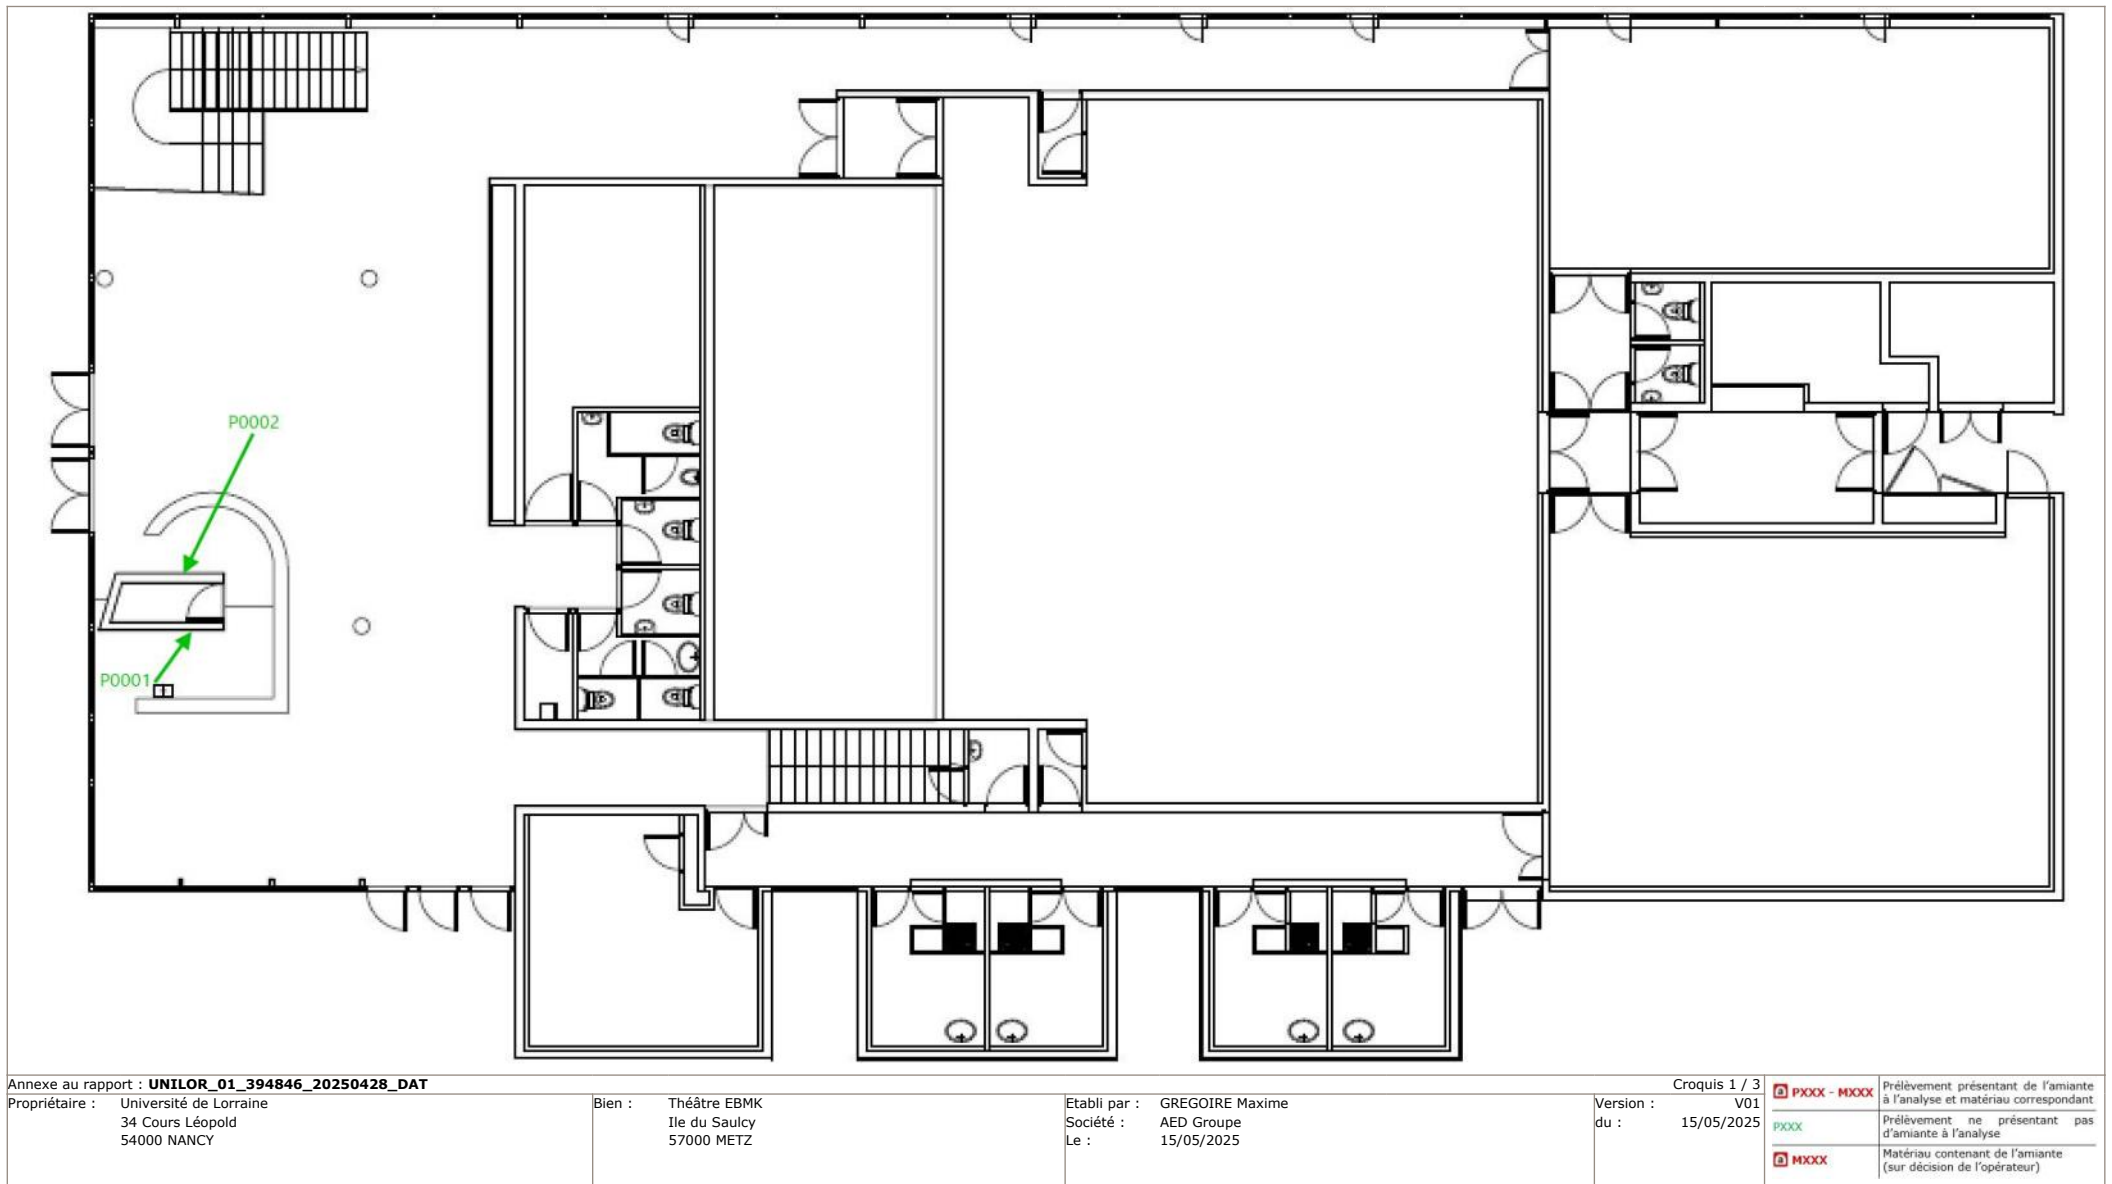 P0002
P0001
Annexe au rapport : UNILOR_01_394846_20250428_DAT
Croquis 1 / 3
Propriétaire : Université de Lorraine
34 Cours Léopold
54000 NANCY
Bien : Théâtre EBMK
Ile du Saulcy
57000 METZ
Etabli par : GREGOIRE Maxime
Société : AED Groupe
Le : 15/05/2025
Version : V01
du : 15/05/2025
a PXXX - MXXX Prélèvement présentant de l'amiante
à l'analyse et matériau correspondant
PXXX Prélèvement ne présentant pas
d'amiante à l'analyse
a MXXX Matériau contenant de l'amiante
(sur décision de l'opérateur)